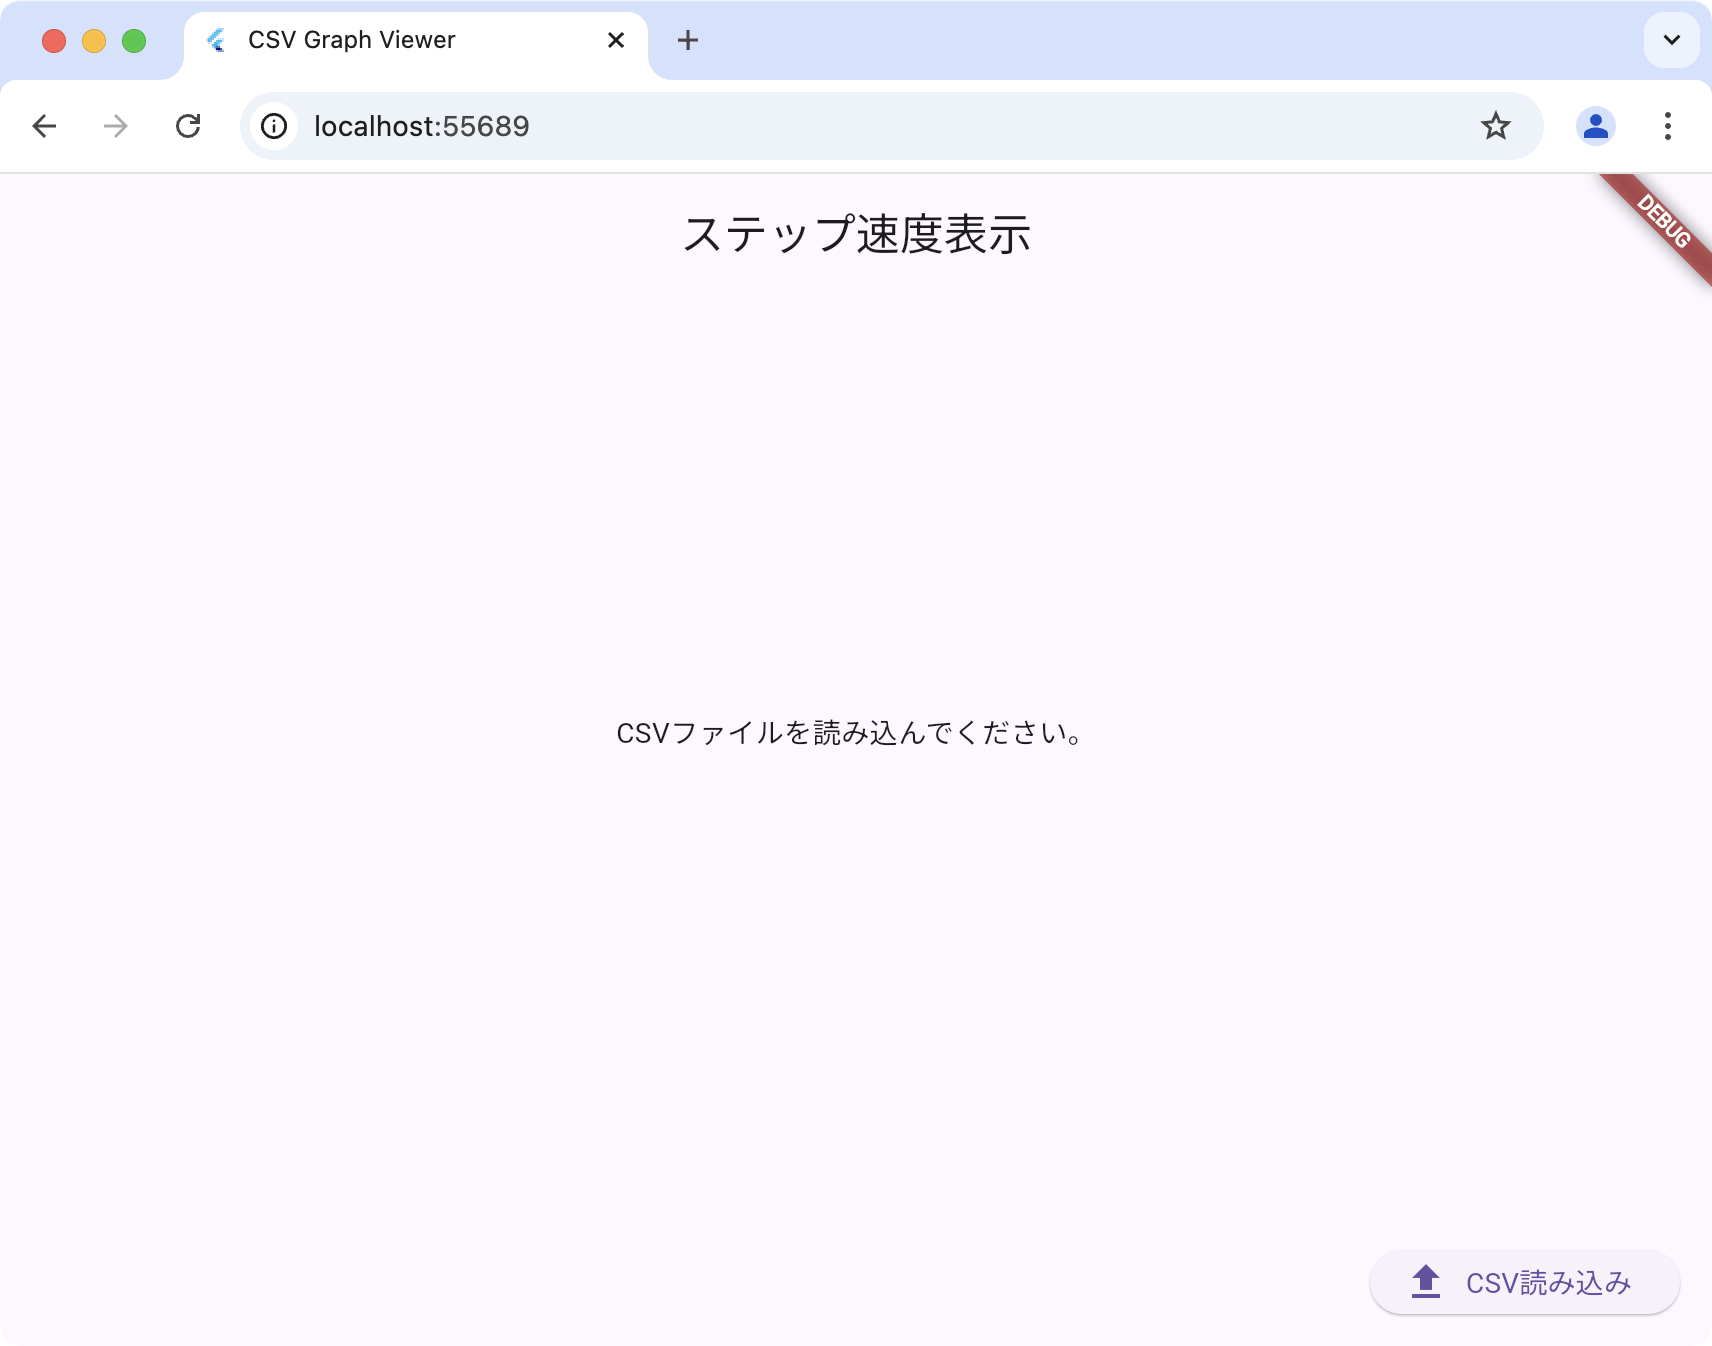 CSV Graph Viewer
localhost:55689
ステップ速度表示
DEBUG
CSVファイルを読み込んでください。
CSV読み込み